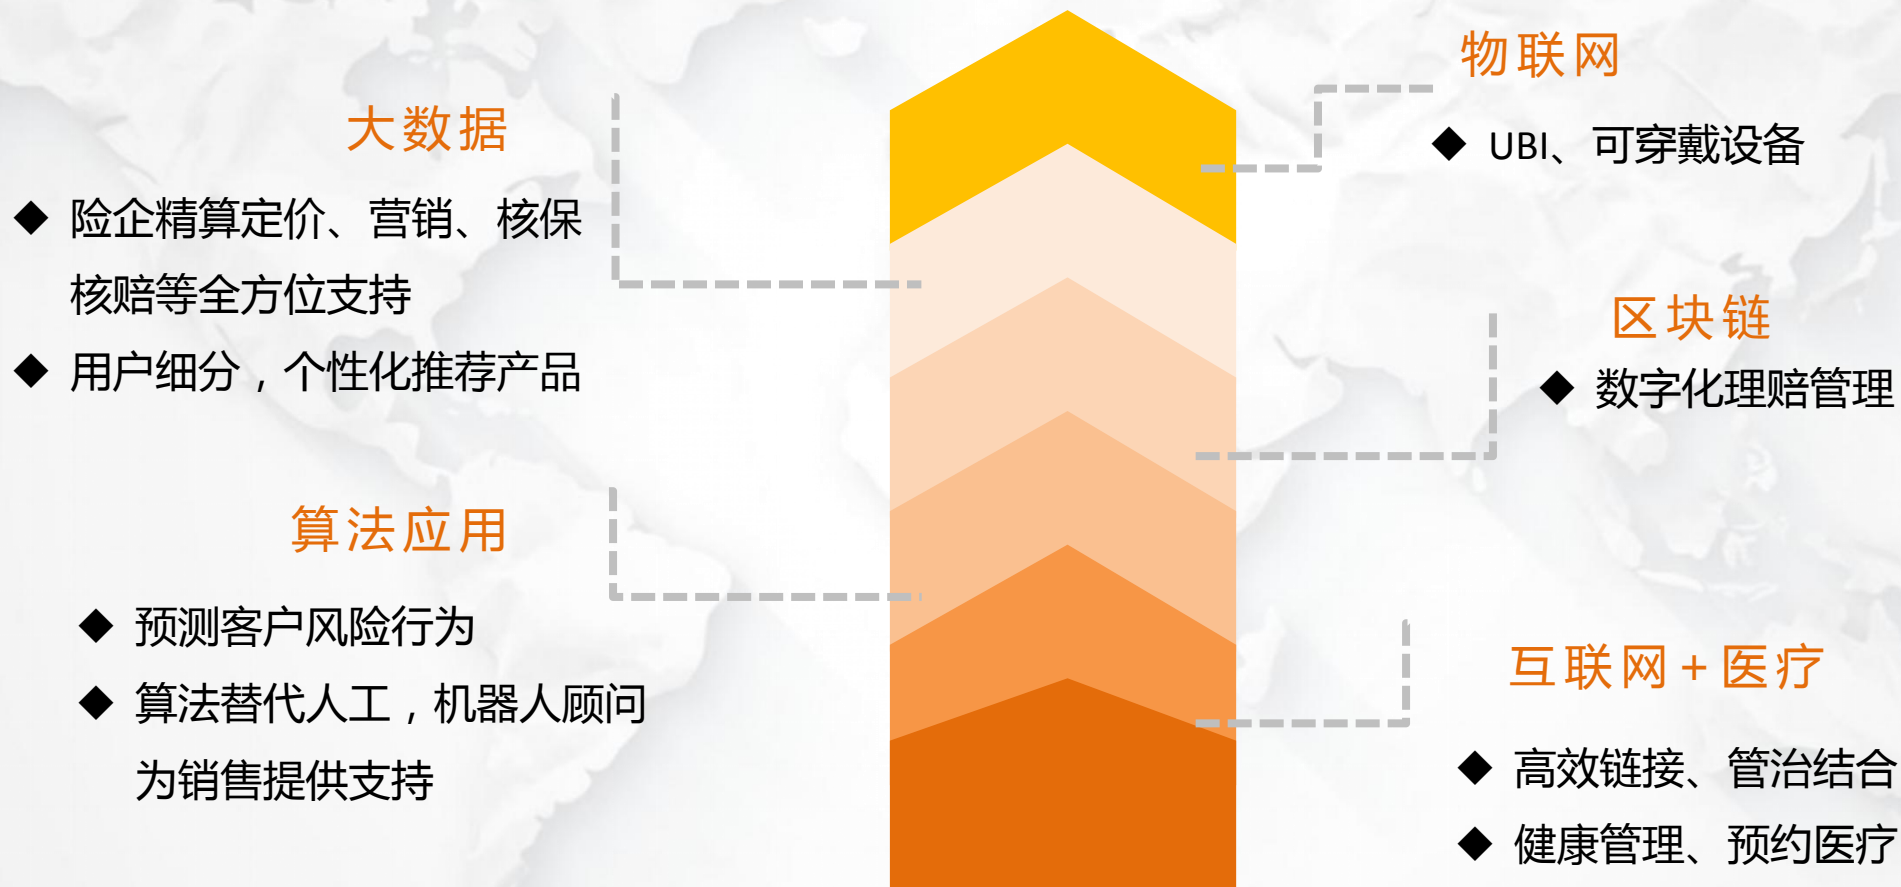 大数据
◆ 险企精算定价、营销、核保
核赔等全方位支持
◆ 用户细分，个性化推荐产品
算法应用
◆ 预测客户风险行为
◆ 算法替代人工，机器人顾问
为销售提供支持
物联网
◆ UBI、可穿戴设备
区块链
◆ 数字化理赔管理
互联网+医疗
◆ 高效链接、管治结合
◆ 健康管理、预约医疗